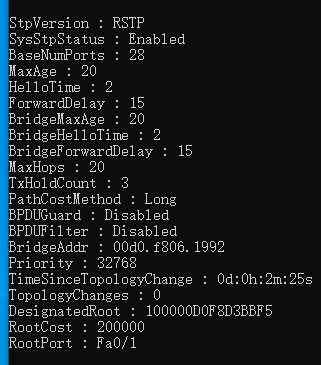 StpVersion : RSTP
SysStpStatus : Enabled
BaseNumPorts : 28
MaxAge : 20
HelloTime : 2
ForwardDelay : 15
BridgeMaxAge : 20
BridgeHelloTime : 2
BridgeForwardDelay : 15
MaxHops : 20
TxHoldCount : 3
PathCostMethod : Long
BPDUGuard : Disabled
BPDUFilter : Disabled
BridgeAddr : 00d0.f806.1992
Priority : 32768
TimeSinceTopologyChange : 0d:0h:2m:25s
TopologyChanges : 0
DesignatedRoot : 100000D0F8D3BBF5
RootCost : 200000
RootPort : Fa0/1